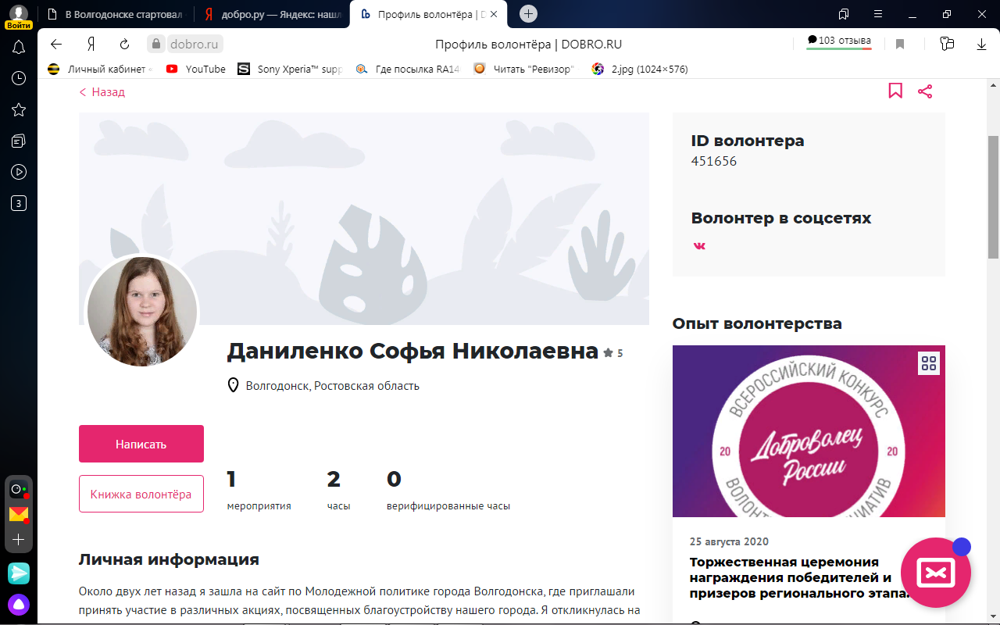 Войти
В Волгодонске стартовал
добро.ру — Яндекс: нашл
Профиль волонтёра | D
dobro.ru
Профиль волонтёра | DOBRO.RU
103 отзыва
Личный кабинет
YouTube
Sony Xperia™ supp
Где посылка RA14
Читать "Ревизор"
2.jpg (1024×576)
3
Назад
Даниленко Софья Николаевна
5
Волгодонск, Ростовская область
Написать
Книжка волонтёра
1
мероприятия
2
часы
0
верифицированные часы
Личная информация
Около двух лет назад я зашла на сайт по Молодежной политике города Волгодонска, где приглашали
принять участие в различных акциях, посвященных благоустройству нашего города. Я откликнулась на
ID волонтера
451656
Волонтер в соцсетях
Опыт волонтерства
ВСЕРОССИЙСКИЙ КОНКУРС
20
Доброволец
России
20
25 августа 2020
Торжественная церемония
награждения победителей и
призеров регионального этапа